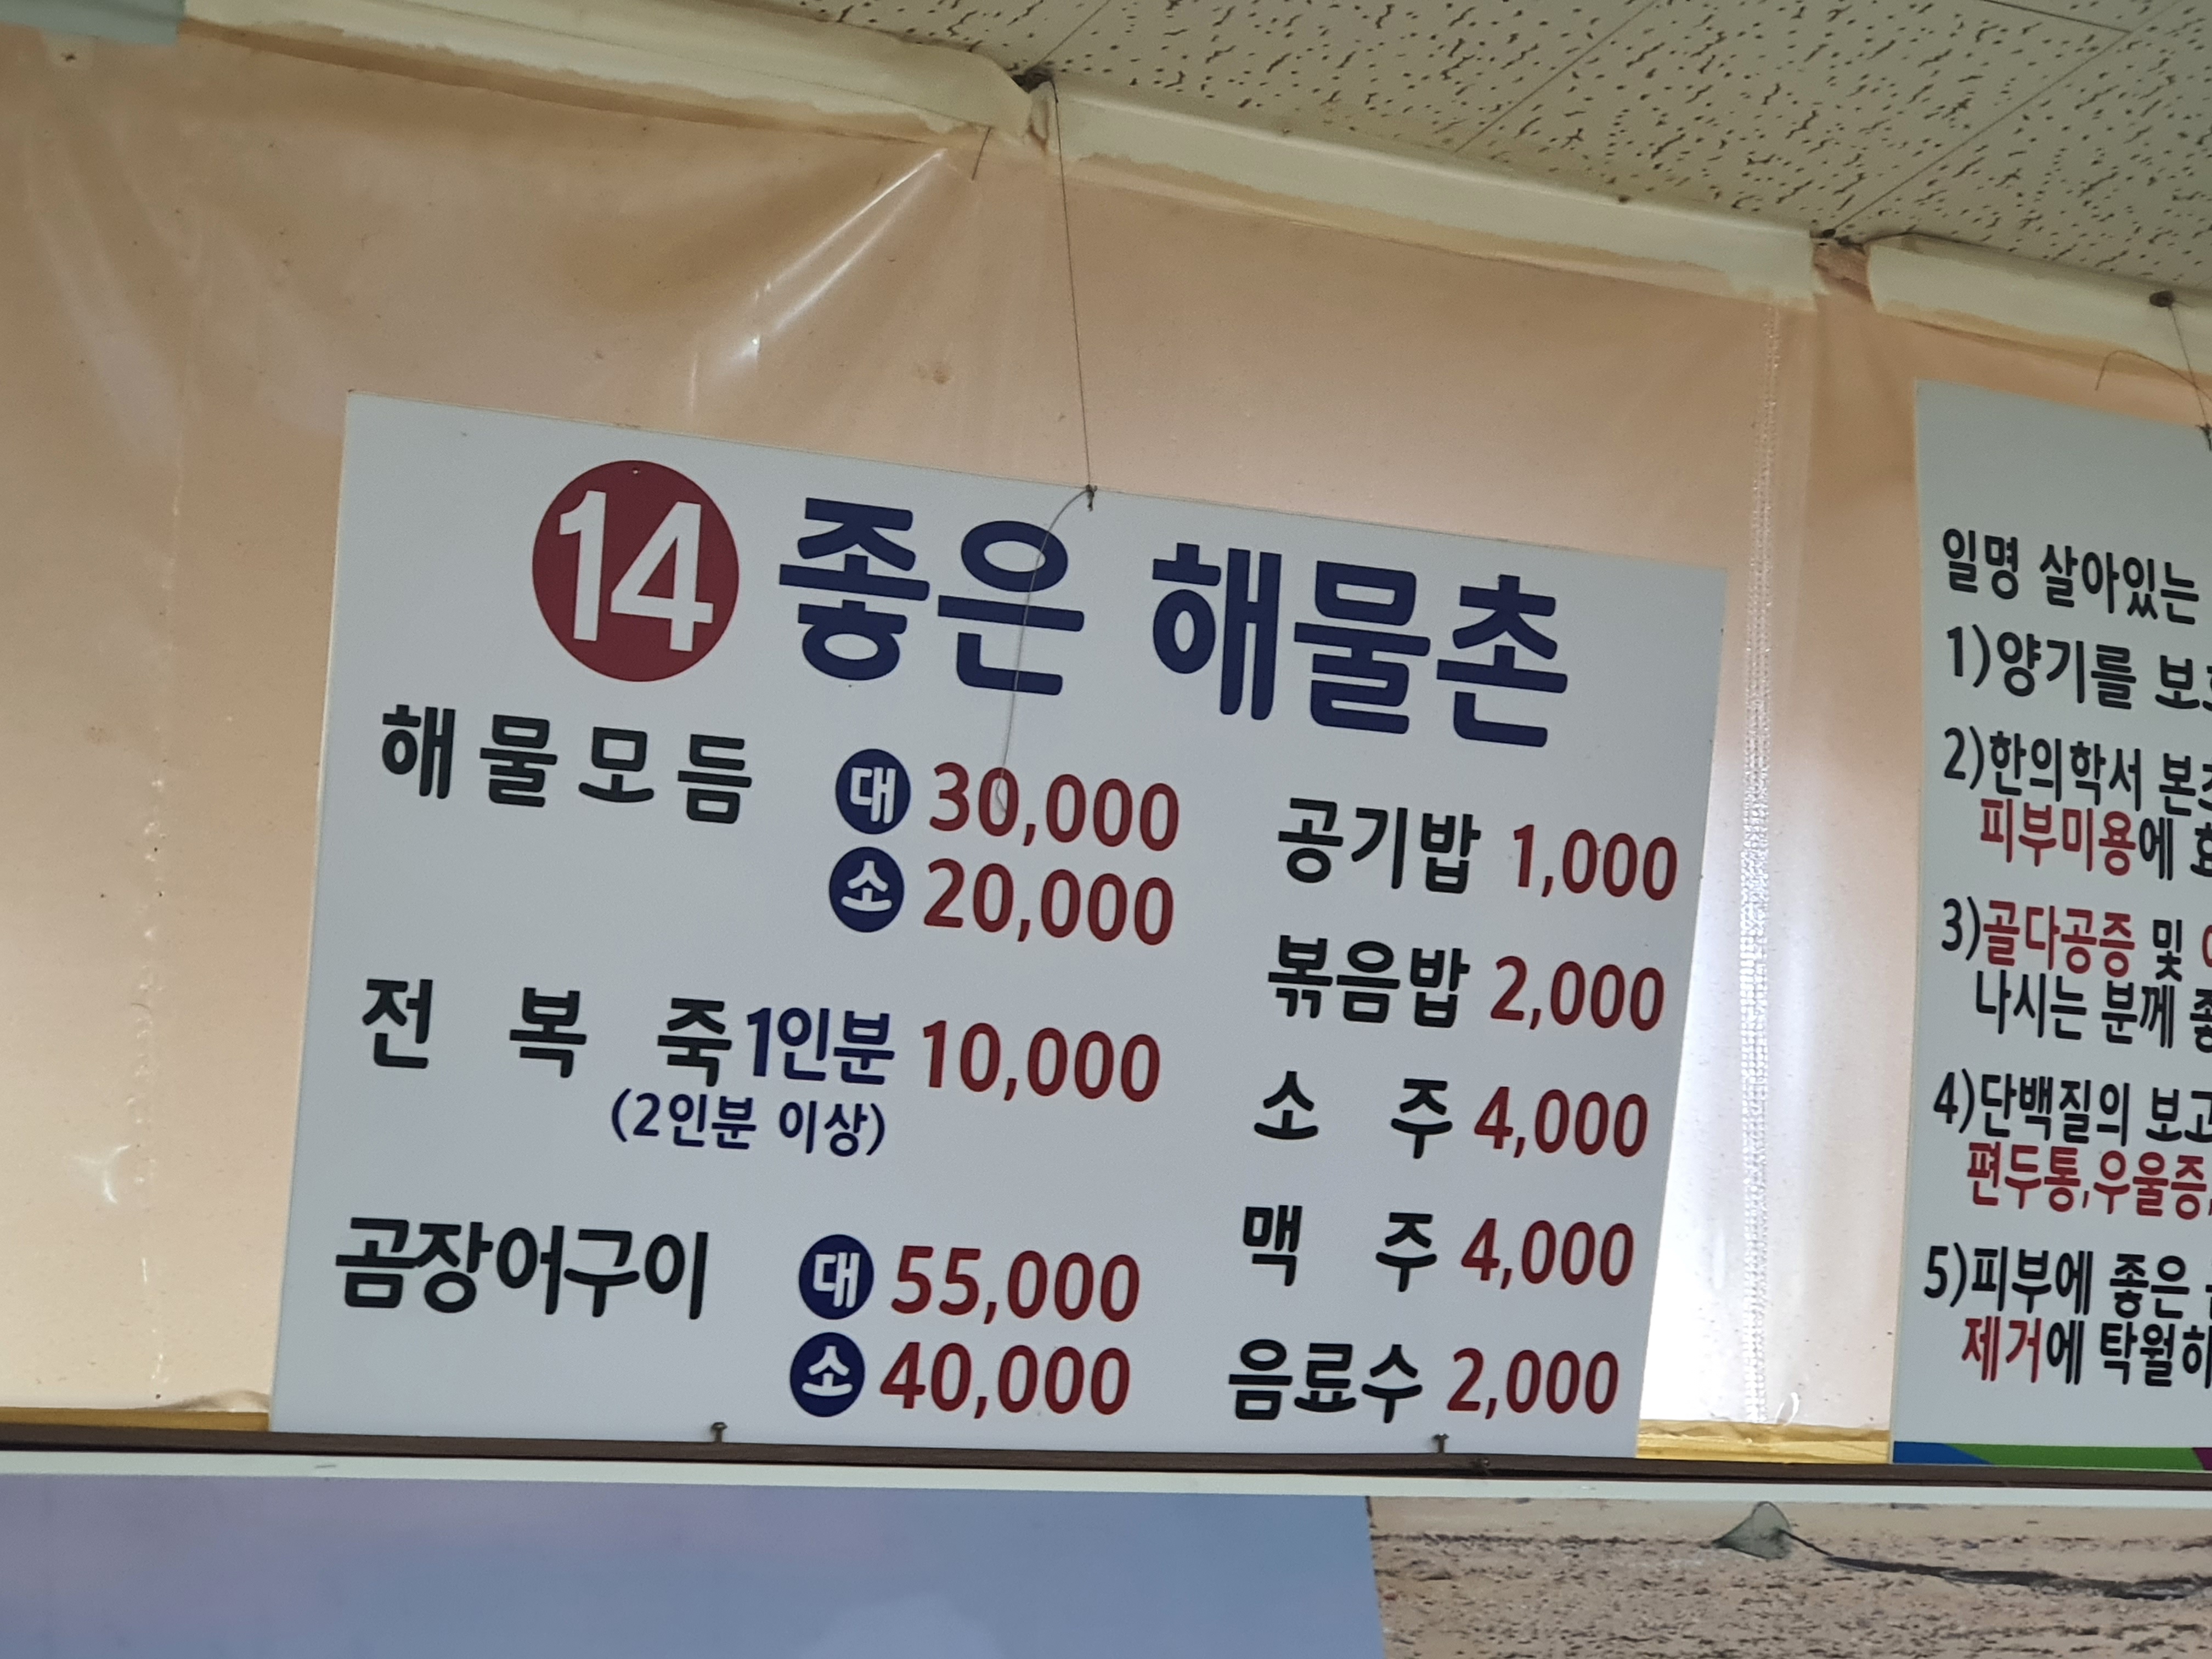 14 좋은 해물촌
해물모듬 대 30,000
소 20,000
전 복 죽 1인분 10,000
(2인분 이상)
곰장어구이 대 55,000
소 40,000
공기밥 1,000
볶음밥 2,000
소 주 4,000
맥 주 4,000
음료수 2,000
일명 살아있는
1)양기를
2)한의학서
피부미용에
3)골다공증 및
나시는 분께
4)단백질의
편두통,우울증,
5)피부에 좋은
제거에